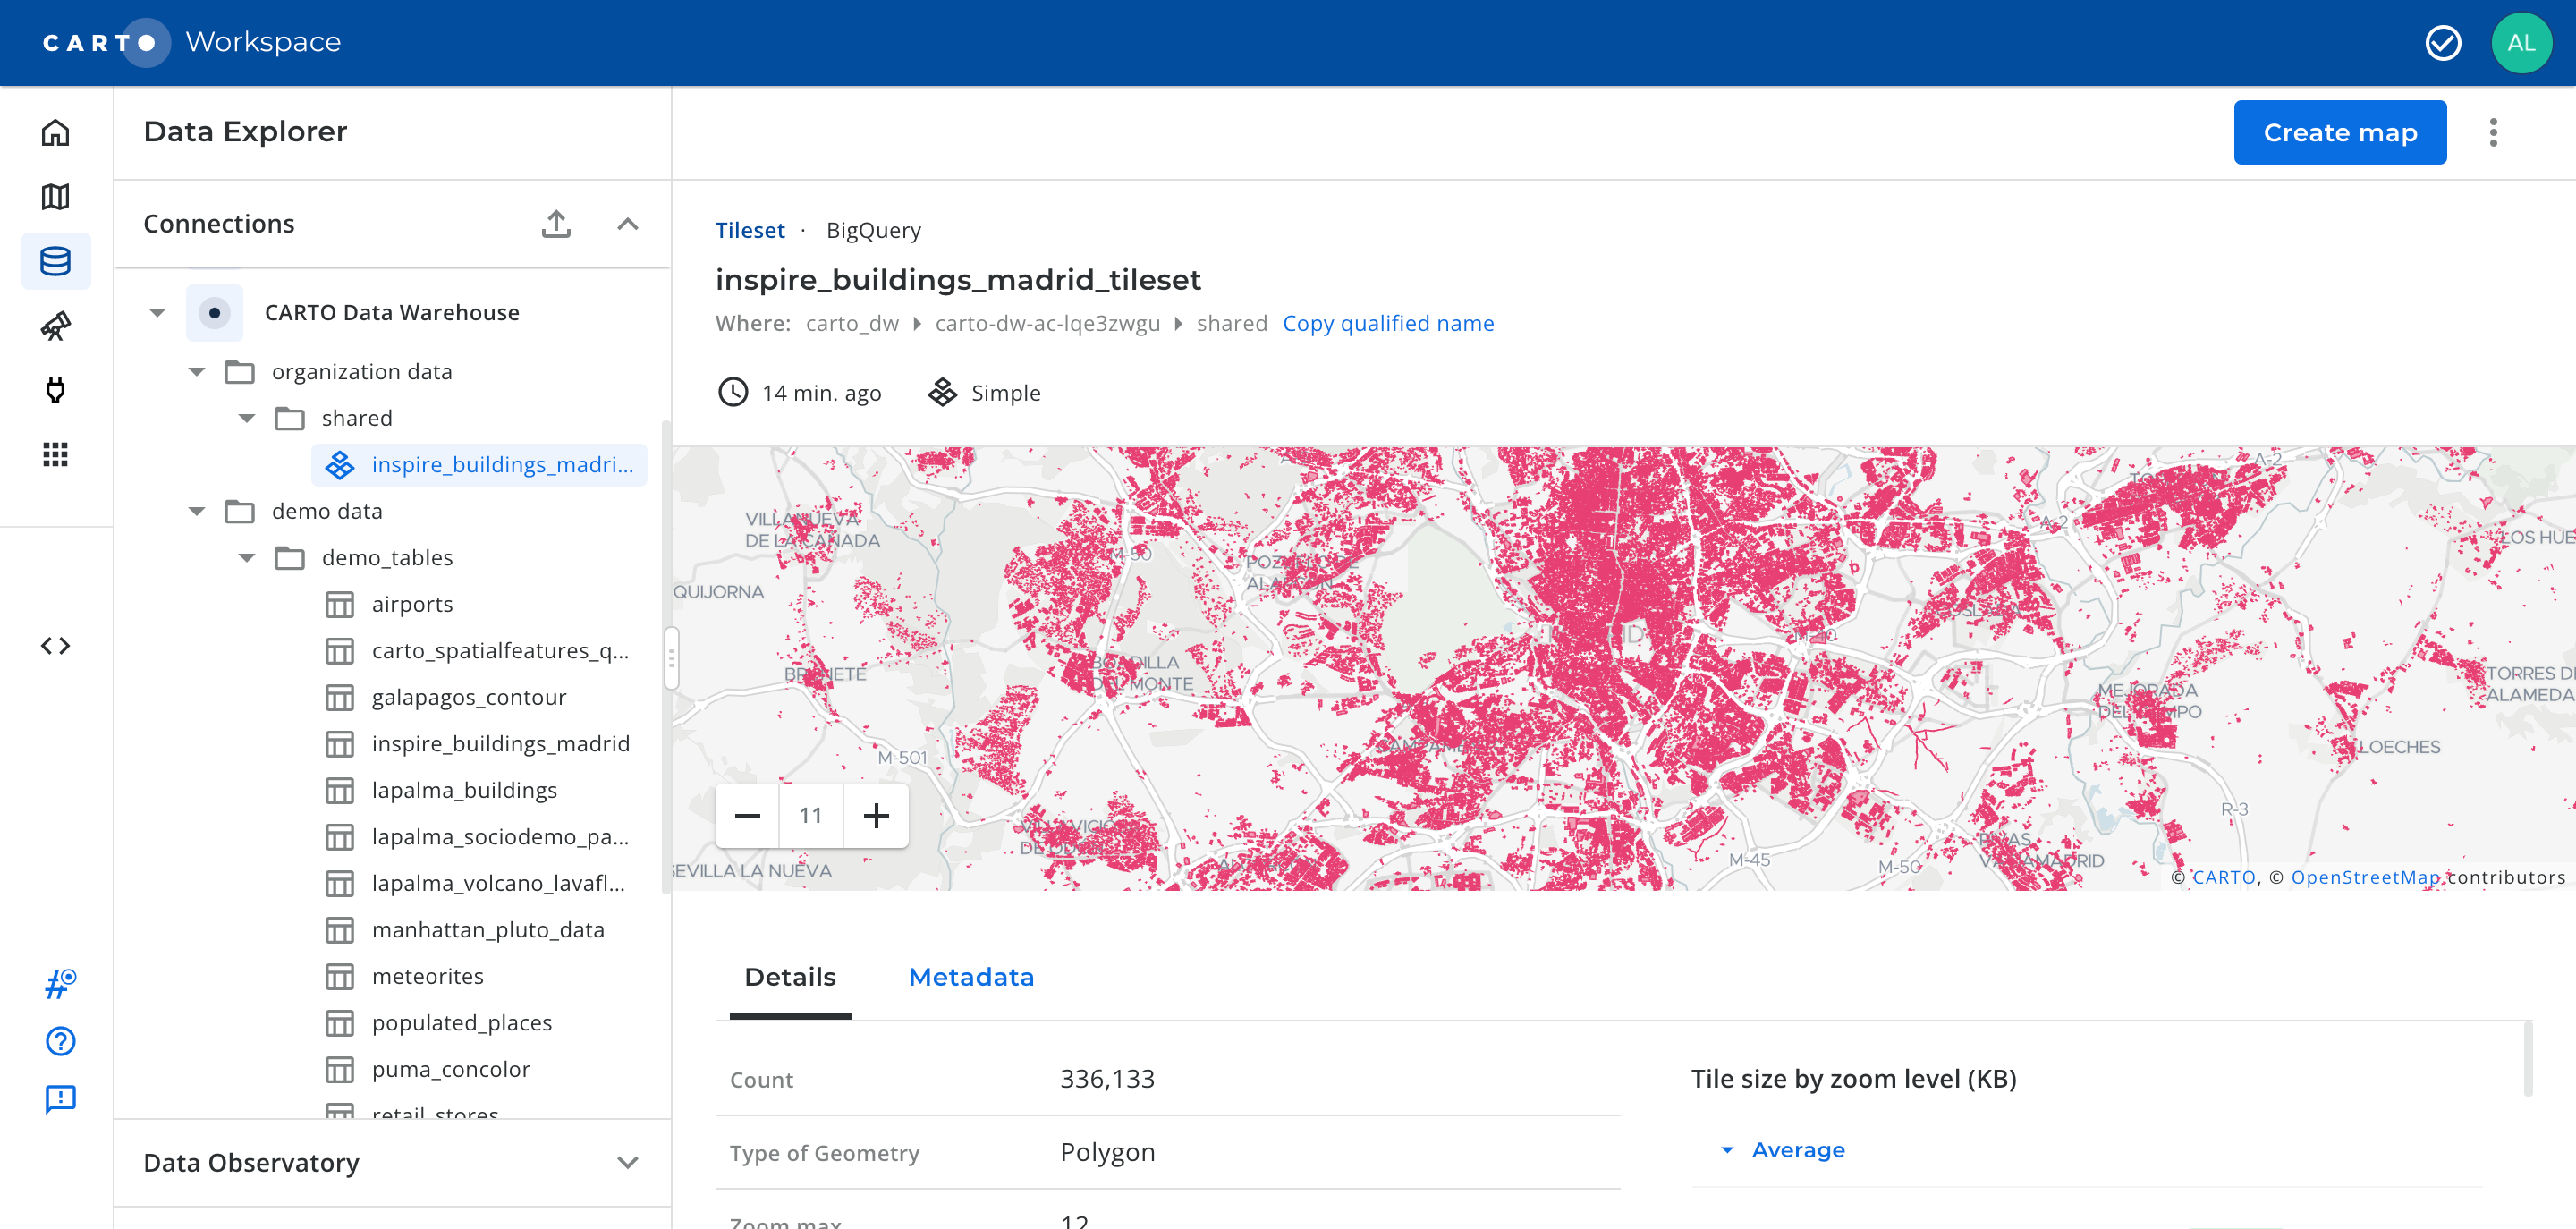 CARTO Workspace
AL
Data Explorer
Create map
Connections
CARTO Data Warehouse
organization data
shared
inspire_buildings_madri...
demo data
demo_tables
airports
carto_spatialfeatures_q...
galapagos_contour
inspire_buildings_madrid
lapalma_buildings
lapalma_sociodemo_pa...
lapalma_volcano_lavafl...
manhattan_pluto_data
meteorites
populated_places
puma_concolor
retail_stores
Data Observatory
Tileset · BigQuery
inspire_buildings_madrid_tileset
Where: carto_dw carto-dw-ac-lqe3zwgu shared Copy qualified name
14 min. ago Simple
A-2
VILLANUEVA
DE LA CAÑADA
M-50
A-2
LOS HUE
QUIJORNA
POZUELO DE
ALARCÓN
M-40
BRUNETE
BOADILLA
DEL MONTE
TORRES DE
ALAMEDA
MEJORADA
DEL CAMPO
M-501
LOECHES
11
R-3
SEVILLA LA NUEVA
M-45
M-50
RIVAS
VACIAMADRID
© CARTO, © OpenStreetMap contributors
Details Metadata
Count 336,133
Type of Geometry Polygon
Zoom max 12
Tile size by zoom level (KB)
Average